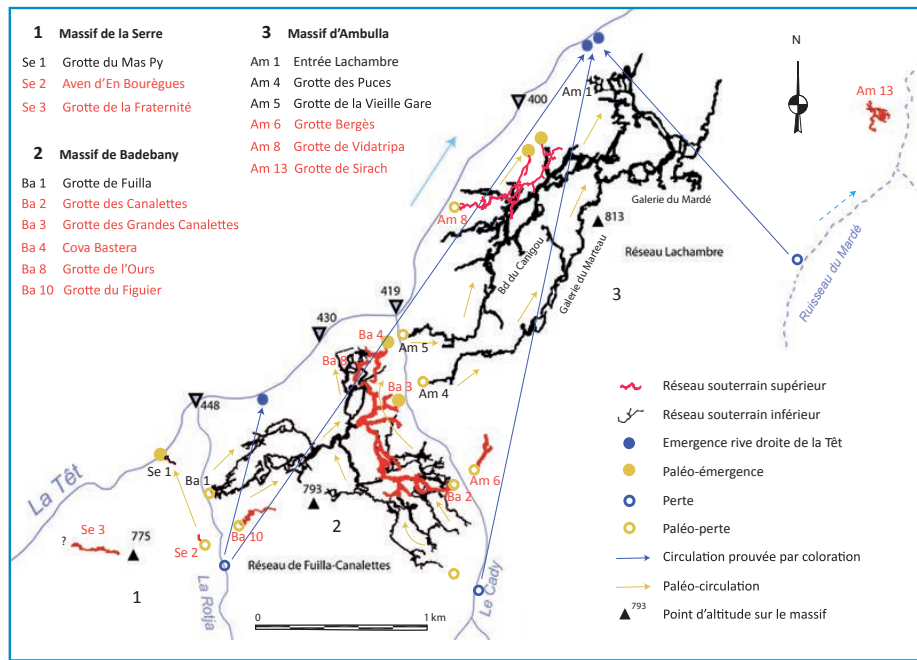 1 Massif de la Serre
Se 1 Grotte du Mas Py
Se 2 Aven d'En Bourègues
Se 3 Grotte de la Fraternité
2 Massif de Badebany
Ba 1 Grotte de Fuilla
Ba 2 Grotte des Canalettes
Ba 3 Grotte des Grandes Canalettes
Ba 4 Cova Bastera
Ba 8 Grotte de l'Ours
Ba 10 Grotte du Figuier
3 Massif d'Ambulla
Am 1 Entrée Lachambre
Am 4 Grotte des Puces
Am 5 Grotte de la Vieille Gare
Am 6 Grotte Bergès
Am 8 Grotte de Vidatripa
Am 13 Grotte de Sirach
N
400
Am 1
Am 13
Am 8
Galerie du Mardé
813
Réseau Lachambre
Bd du Canigou
Galerie du Marteau
3
Ruisseau du Mardé
419
430
Ba 4
Am 5
Ba 8
Ba 3
Am 4
448
La Têt
Se 1
Ba 1
793
2
Ba 2
Am 6
Ba 10
Se 3
?
775
Se 2
Réseau de Fuilla-Canalettes
1
La Rotja
Le Cady
0 1 km
Réseau souterrain supérieur
Réseau souterrain inférieur
Emergence rive droite de la Têt
Paléo-émergence
Perte
Paléo-perte
Circulation prouvée par coloration
Paléo-circulation
793 Point d'altitude sur le massif